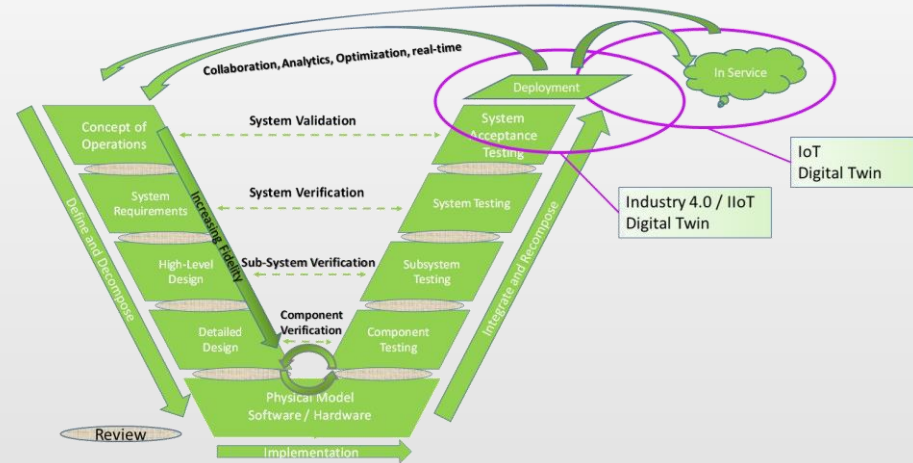 Collaboration, Analytics, Optimization, real-time
Deployment
In Service
Concept of
Operations
System Validation
System
Acceptance
Testing
IoT
Digital Twin
Industry 4.0 / IIoT
Digital Twin
System
Requirements
System Verification
System Testing
Increasing Fidelity
Define and Decompose
Integrate and Recompose
High-Level
Design
Sub-System Verification
Subsystem
Testing
Detailed
Design
Component
Verification
Component
Testing
Physical Model
Software / Hardware
Review
Implementation